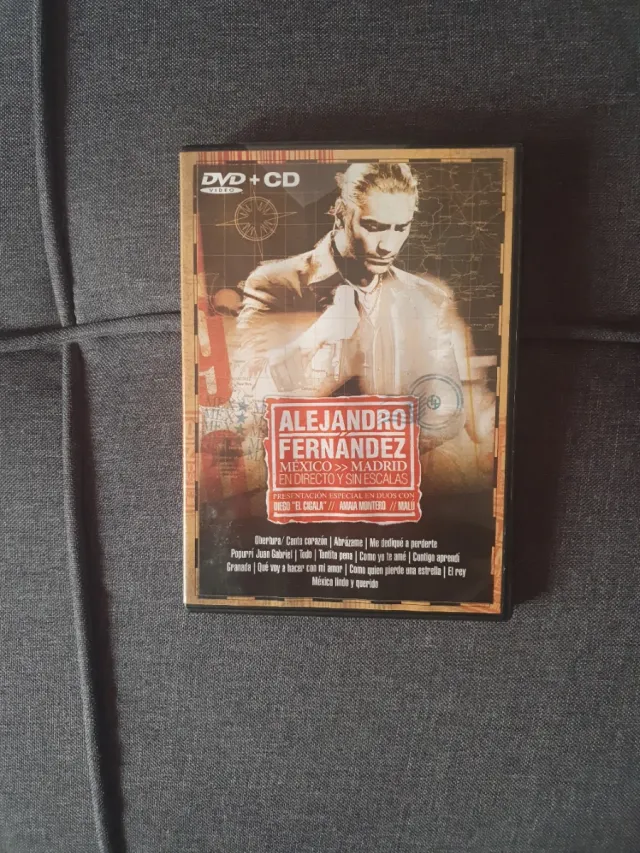 DVD + CD
VIDEO
ALEJANDRO
FERNÁNDEZ
MÉXICO >> MADRID
EN DIRECTO Y SIN ESCALAS
PRESENTACIÓN ESPECIAL EN DUOS CON
DIEGO "EL CIGALA" // AMAIA MONTERO // MALÚ
Obertura/ Canta corazón | Abrázame | Me dediqué a perderte
Popurrí Juan Gabriel | Todo | Tantita pena | Como yo te amé | Contigo aprendí
Granada | Qué voy a hacer con mi amor | Como quien pierde una estrella | El rey
México lindo y querido